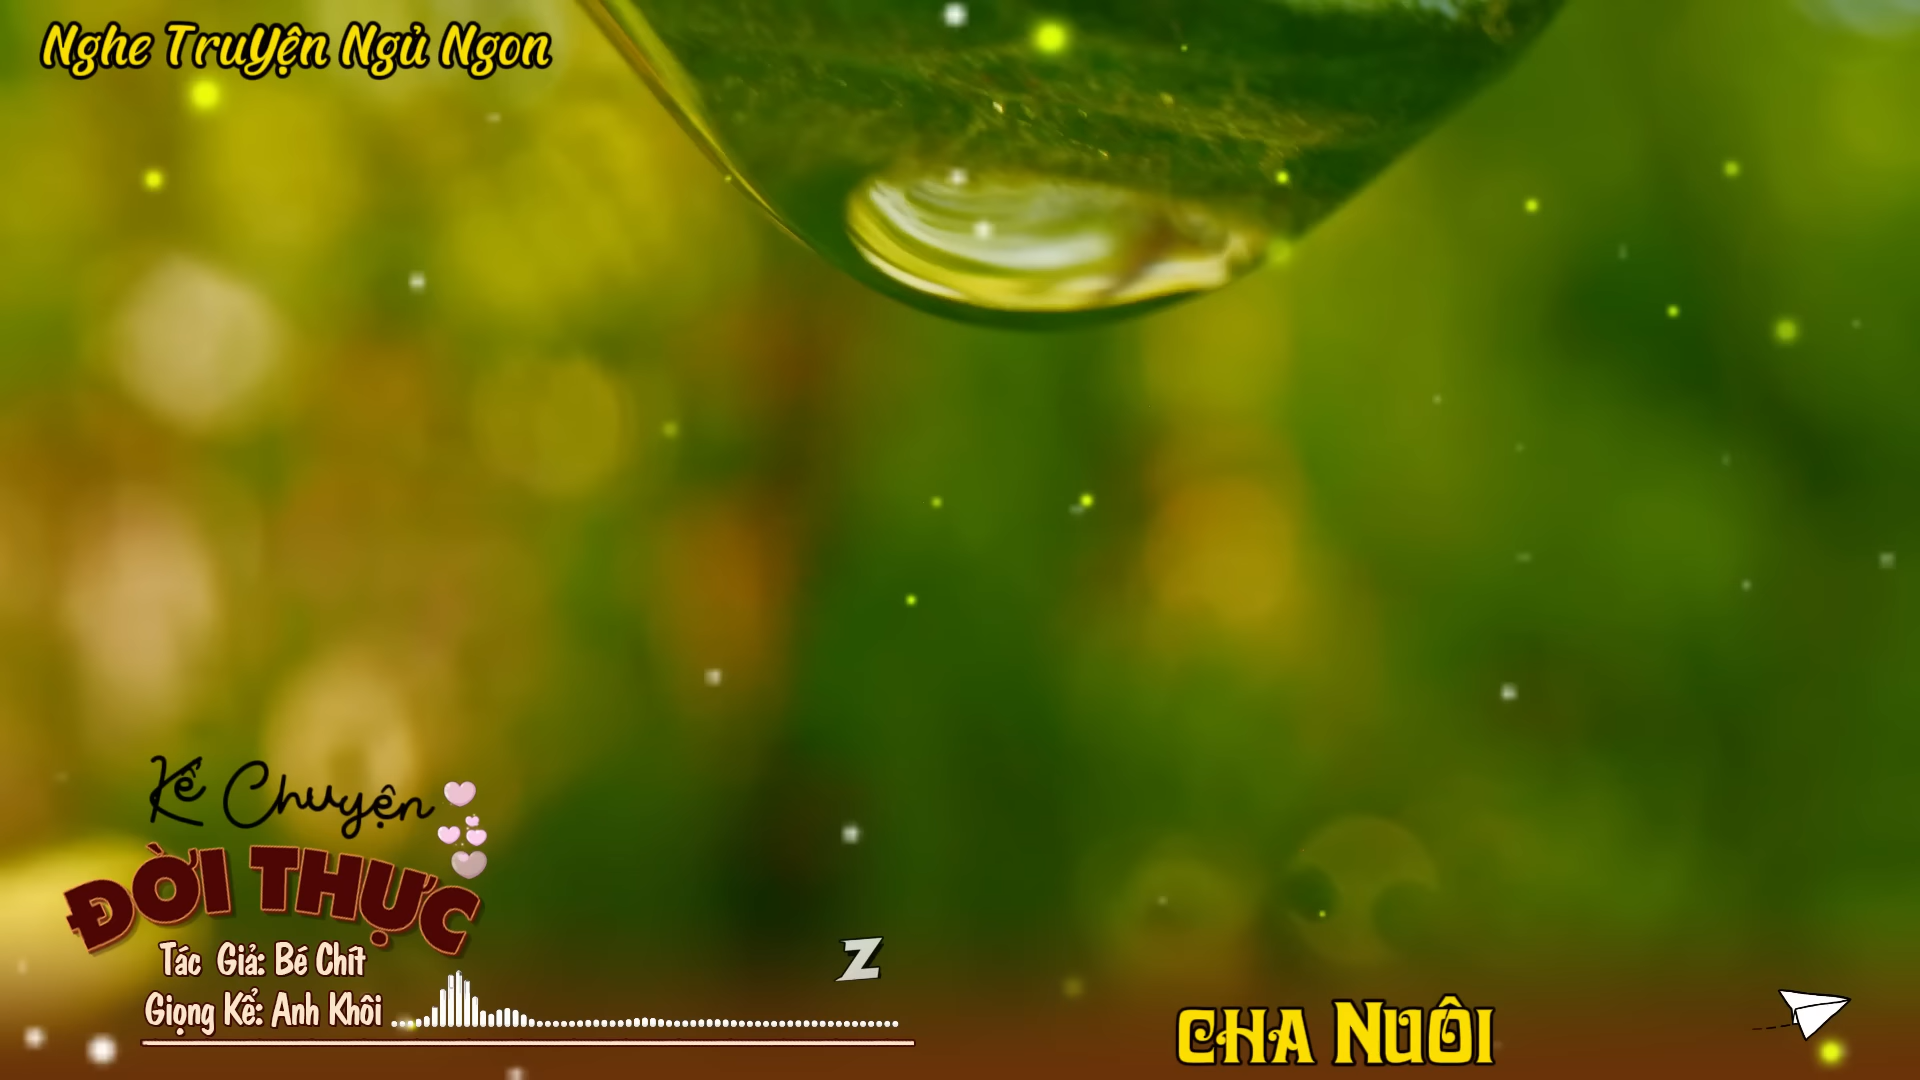 Nghe TruYện Ngủ Ngon
Kể Chuyện
ĐỜI THỰC
Tác Giả: Bé Chít
Giọng Kể: Anh Khôi
Z
CHA NUÔI